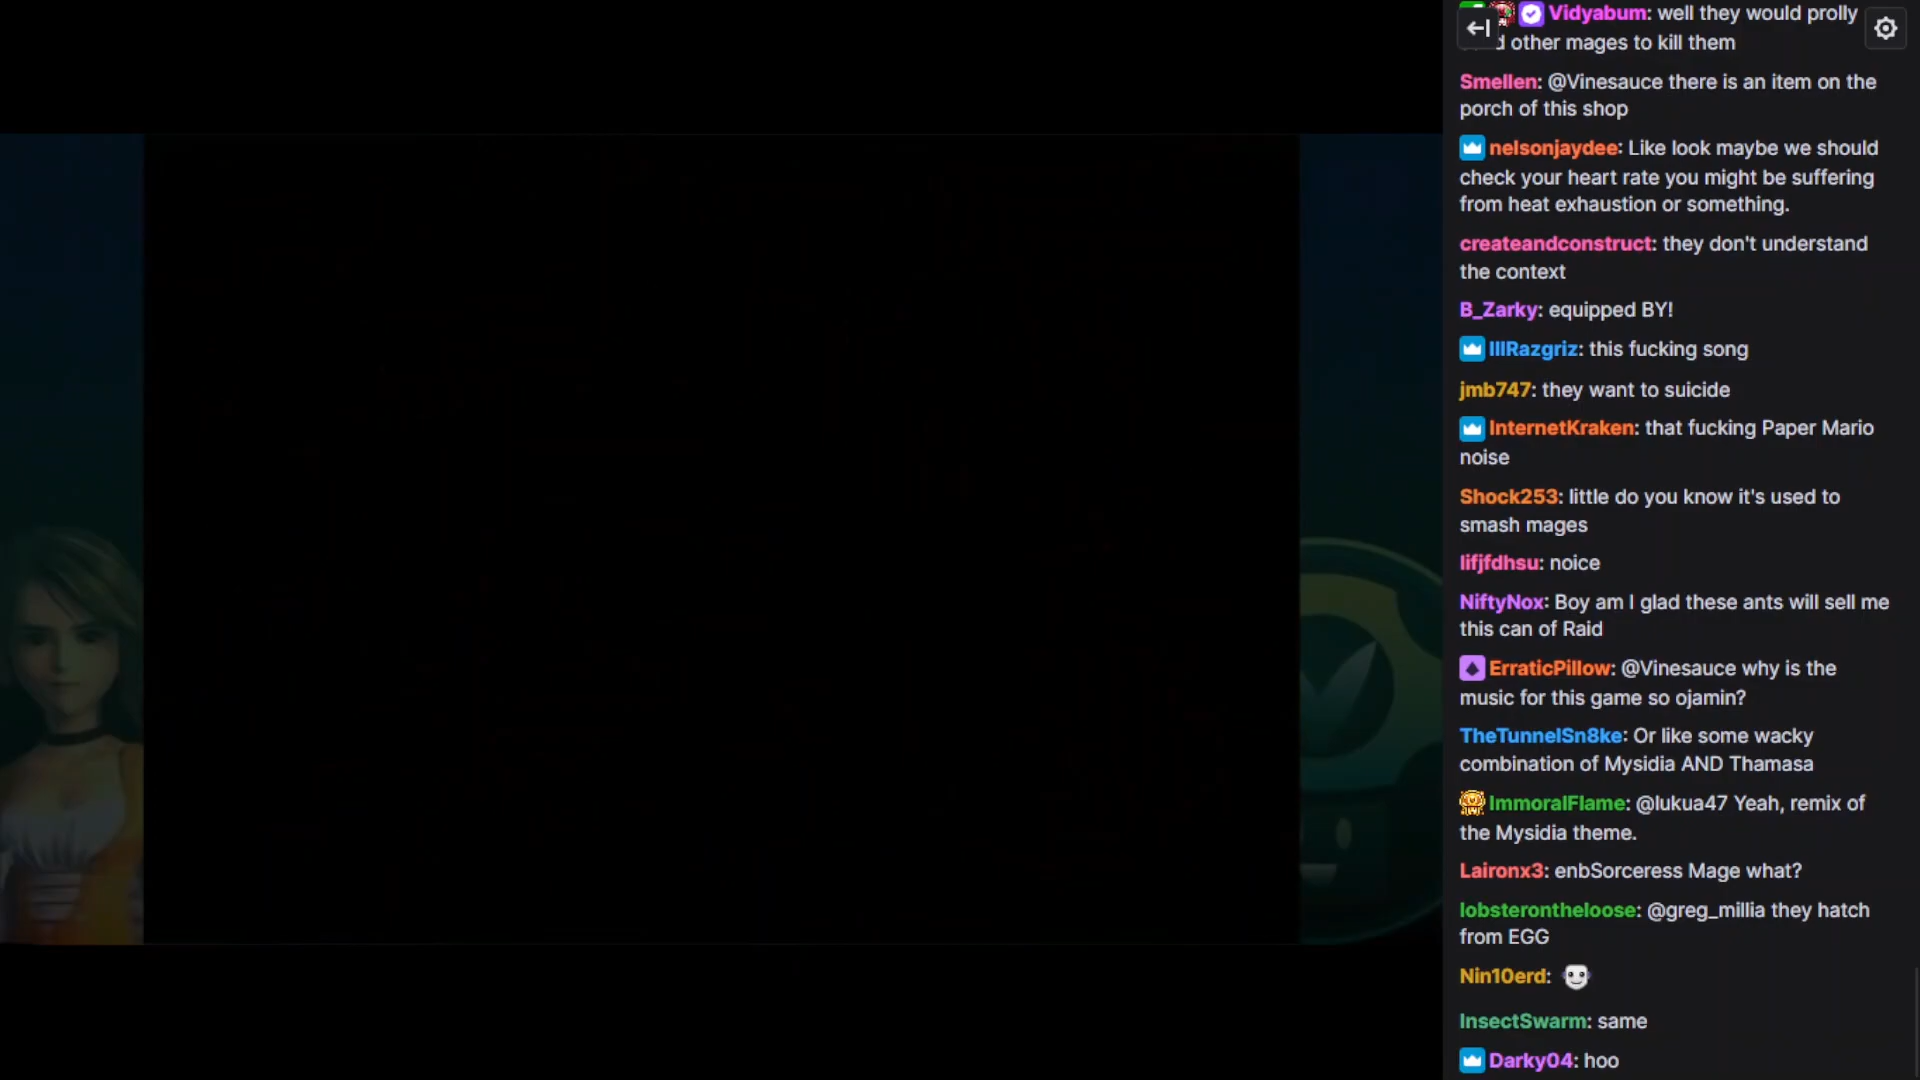 Vidyabum: well they would prolly
other mages to kill them
Smellen: @Vinesauce there is an item on the
porch of this shop
nelsonjaydee: Like look maybe we should
check your heart rate you might be suffering
from heat exhaustion or something.
createandconstruct: they don't understand
the context
B_Zarky: equipped BY!
IllRazgriz: this fucking song
jmb747: they want to suicide
InternetKraken: that fucking Paper Mario
noise
Shock253: little do you know it's used to
smash mages
lifjfdhsu: noice
NiftyNox: Boy am I glad these ants will sell me
this can of Raid
ErraticPillow: @Vinesauce why is the
music for this game so ojamin?
TheTunnelSn8ke: Or like some wacky
combination of Mysidia AND Thamasa
ImmoralFlame: @lukua47 Yeah, remix of
the Mysidia theme.
Laironx3: enbSorceress Mage what?
lobsterontheloose: @greg_millia they hatch
from EGG
Nin10erd:
InsectSwarm: same
Darky04: hoo